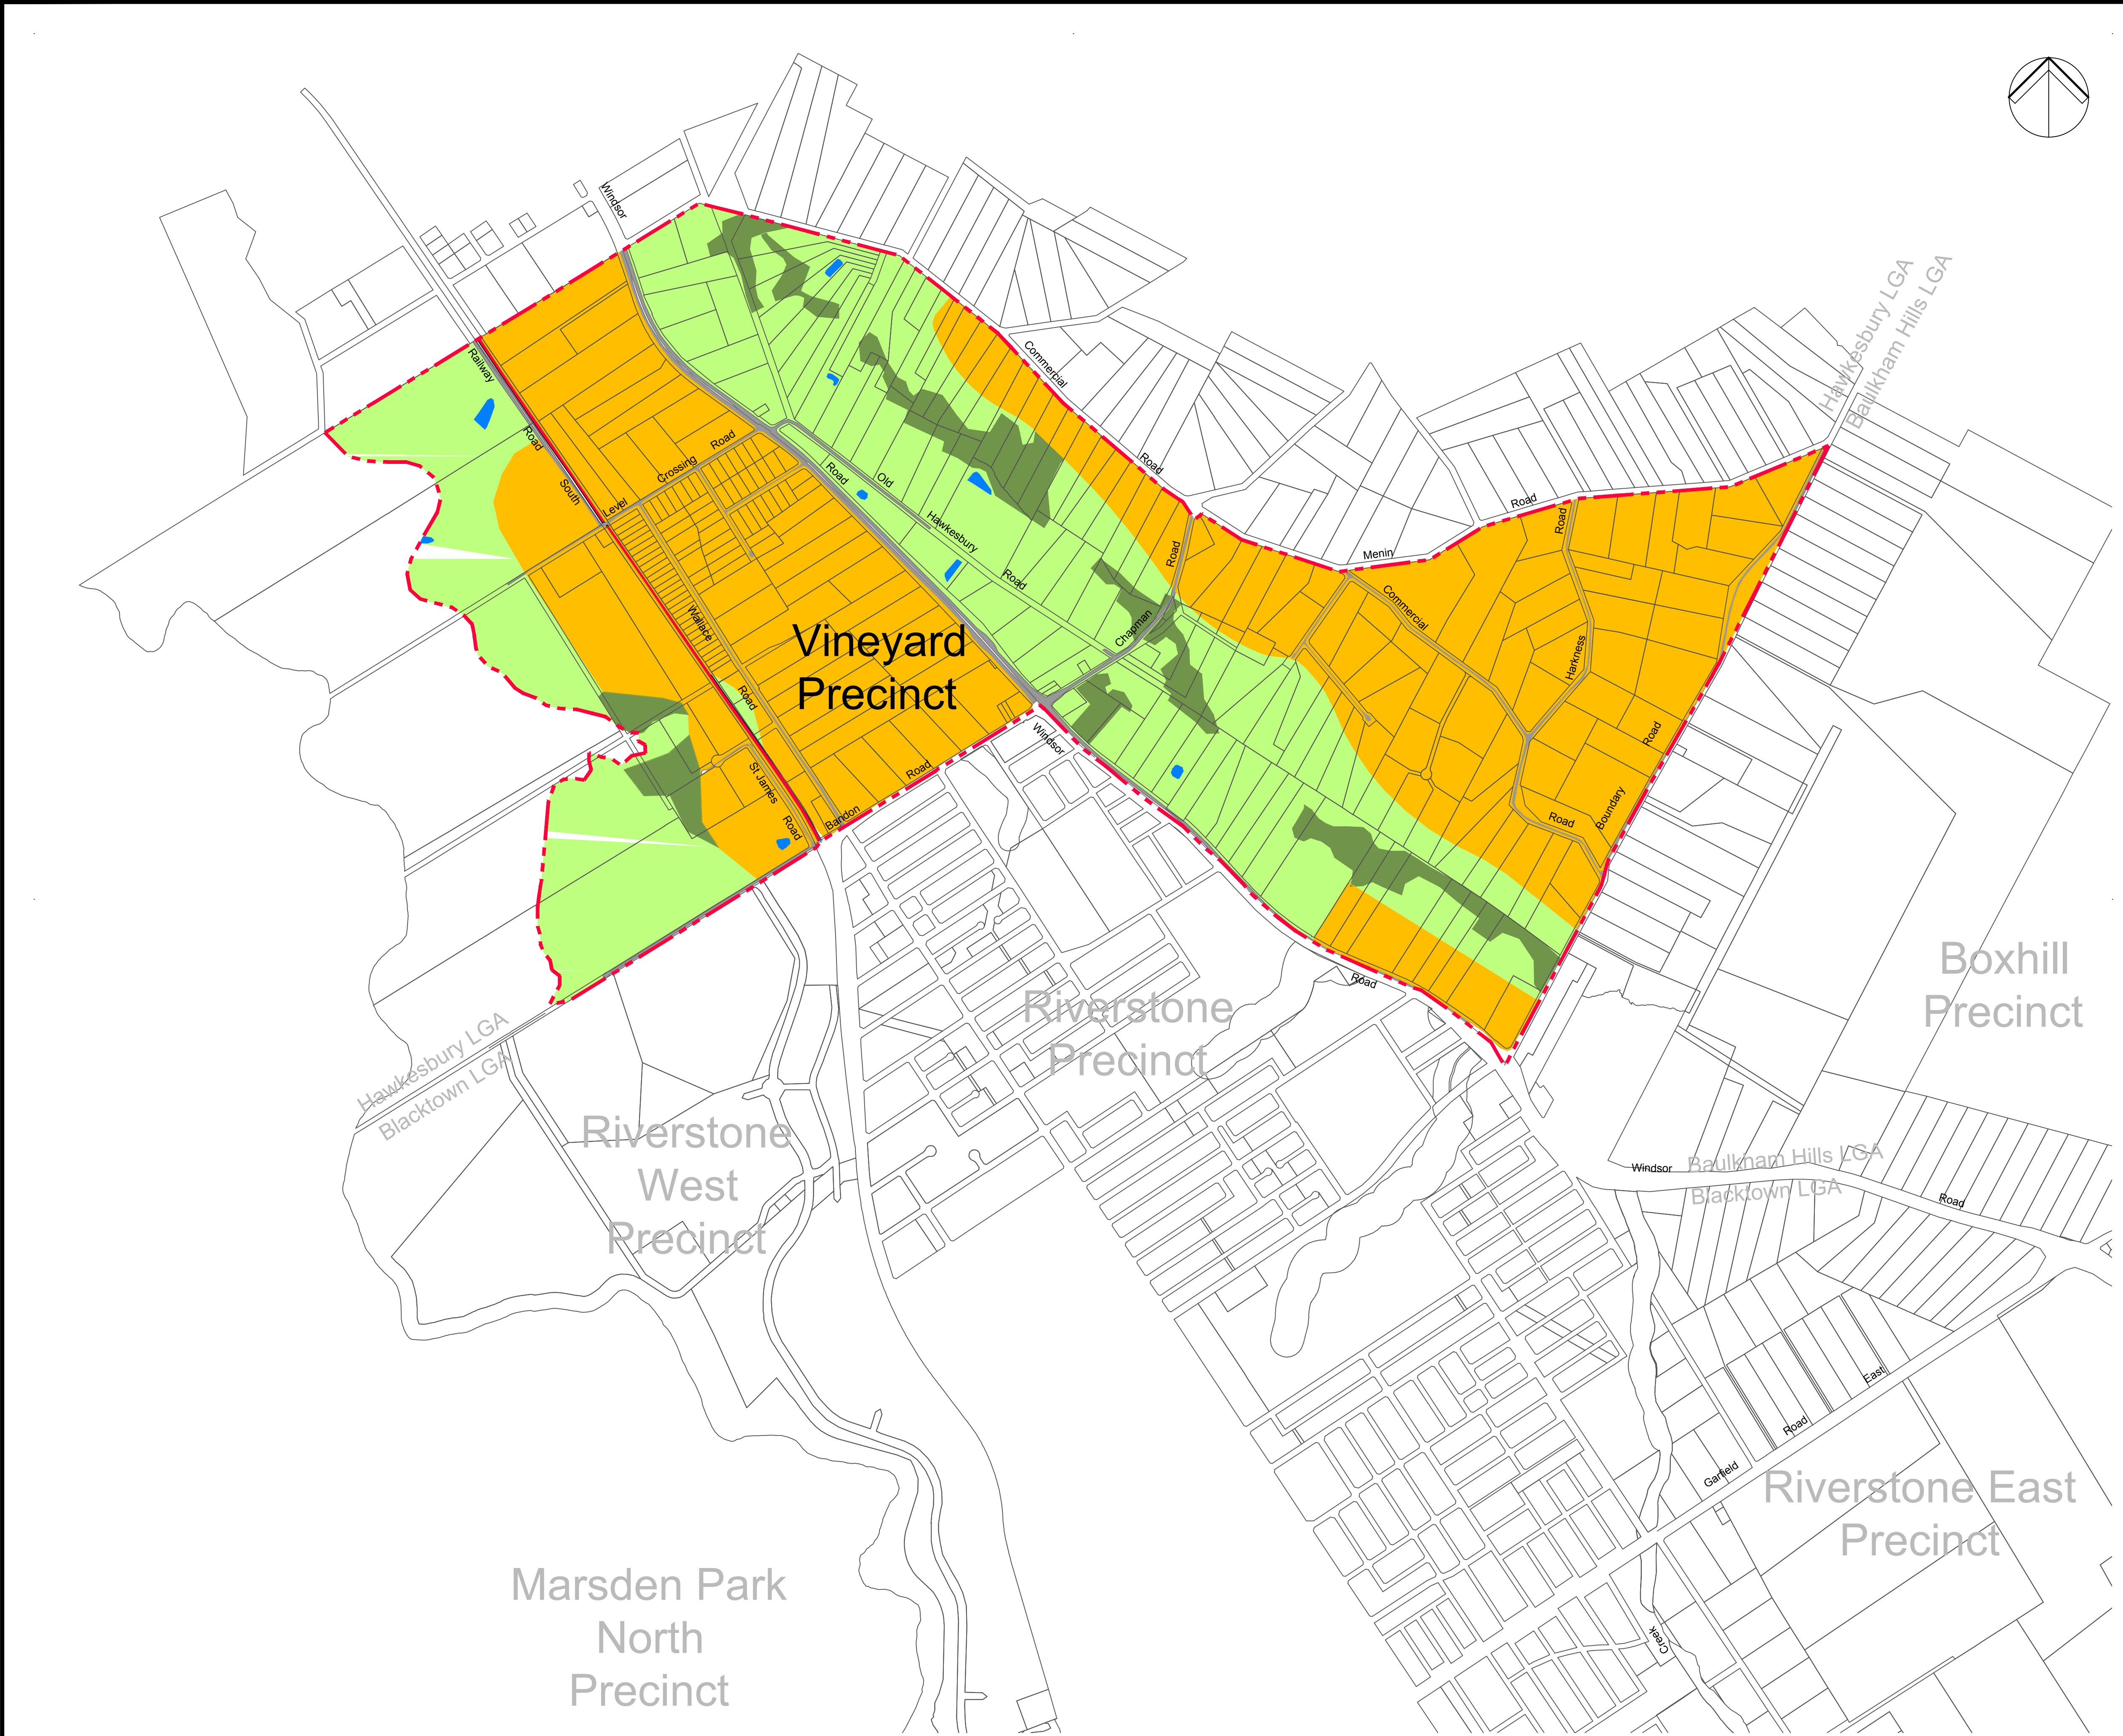 Windsor
Hawkesbury LGA
Baulkham Hills LGA
Railway
Road
South
Level
Crossing
Road
Commercial
Road
Road
Old
Hawkesbury
Road
Road
Chapman
Menin
Road
Road
Commercial
Harkness
Road
Boundary
Road
Wallace
Road
Vineyard
Precinct
St James
Road
Bandon
Road
Windsor
Road
Boxhill
Precinct
Riverstone
Precinct
Hawkesbury LGA
Blacktown LGA
Riverstone
West
Precinct
Windsor
Baulkham Hills LGA
Blacktown LGA
Road
East
Road
Garfield
Riverstone East
Precinct
Creek
Marsden Park
North
Precinct